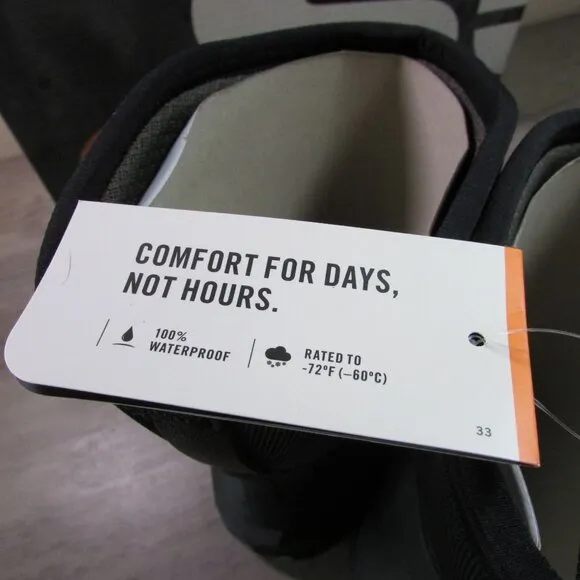 COMFORT FOR DAYS,
NOT HOURS.
100%
WATERPROOF
RATED TO
-72°F (–60°C)
33